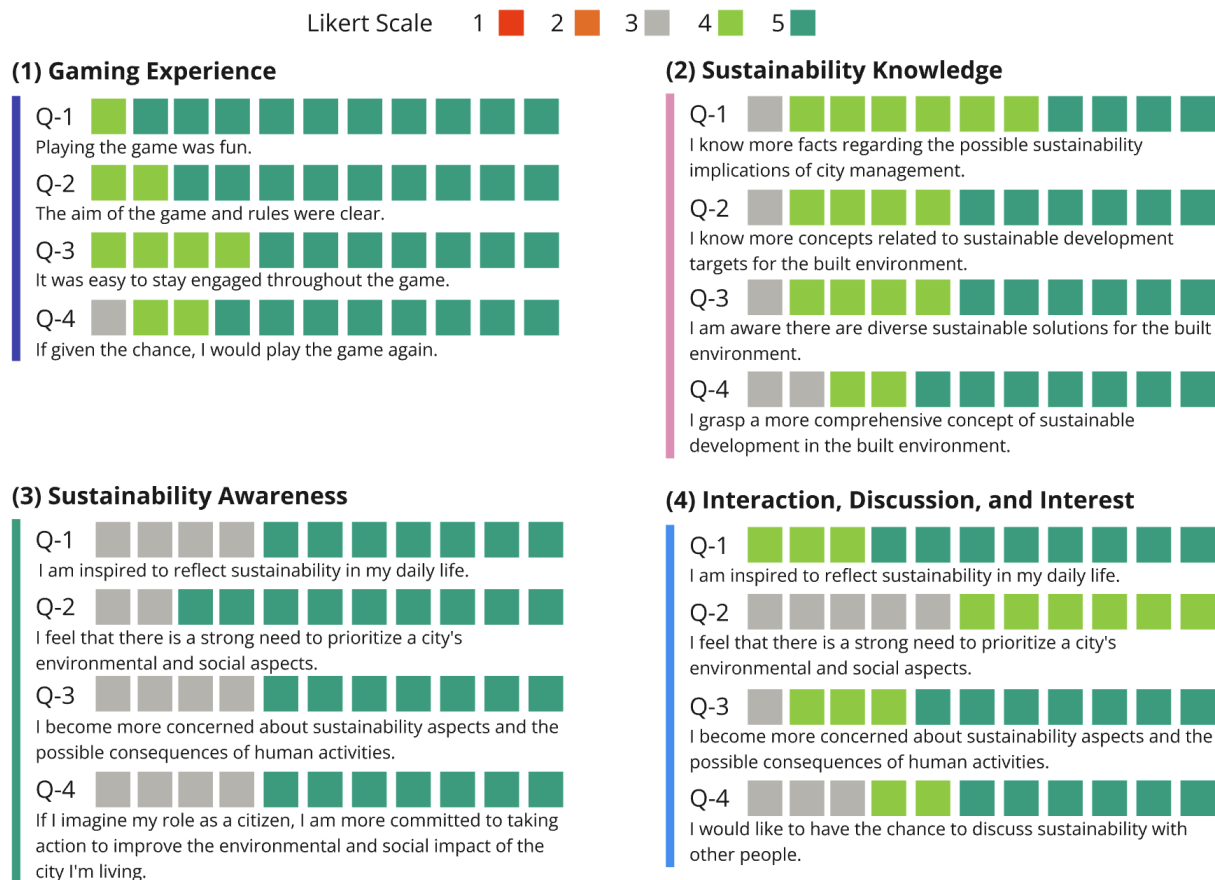 Likert Scale 1 2 3 4 5
(1) Gaming Experience
Q-1
Playing the game was fun.
Q-2
The aim of the game and rules were clear.
Q-3
It was easy to stay engaged throughout the game.
Q-4
If given the chance, I would play the game again.
(2) Sustainability Knowledge
Q-1
I know more facts regarding the possible sustainability
implications of city management.
Q-2
I know more concepts related to sustainable development
targets for the built environment.
Q-3
I am aware there are diverse sustainable solutions for the built
environment.
Q-4
I grasp a more comprehensive concept of sustainable
development in the built environment.
(3) Sustainability Awareness
Q-1
I am inspired to reflect sustainability in my daily life.
Q-2
I feel that there is a strong need to prioritize a city's
environmental and social aspects.
Q-3
I become more concerned about sustainability aspects and the
possible consequences of human activities.
Q-4
If I imagine my role as a citizen, I am more committed to taking
action to improve the environmental and social impact of the
city I'm living.
(4) Interaction, Discussion, and Interest
Q-1
I am inspired to reflect sustainability in my daily life.
Q-2
I feel that there is a strong need to prioritize a city's
environmental and social aspects.
Q-3
I become more concerned about sustainability aspects and the
possible consequences of human activities.
Q-4
I would like to have the chance to discuss sustainability with
other people.